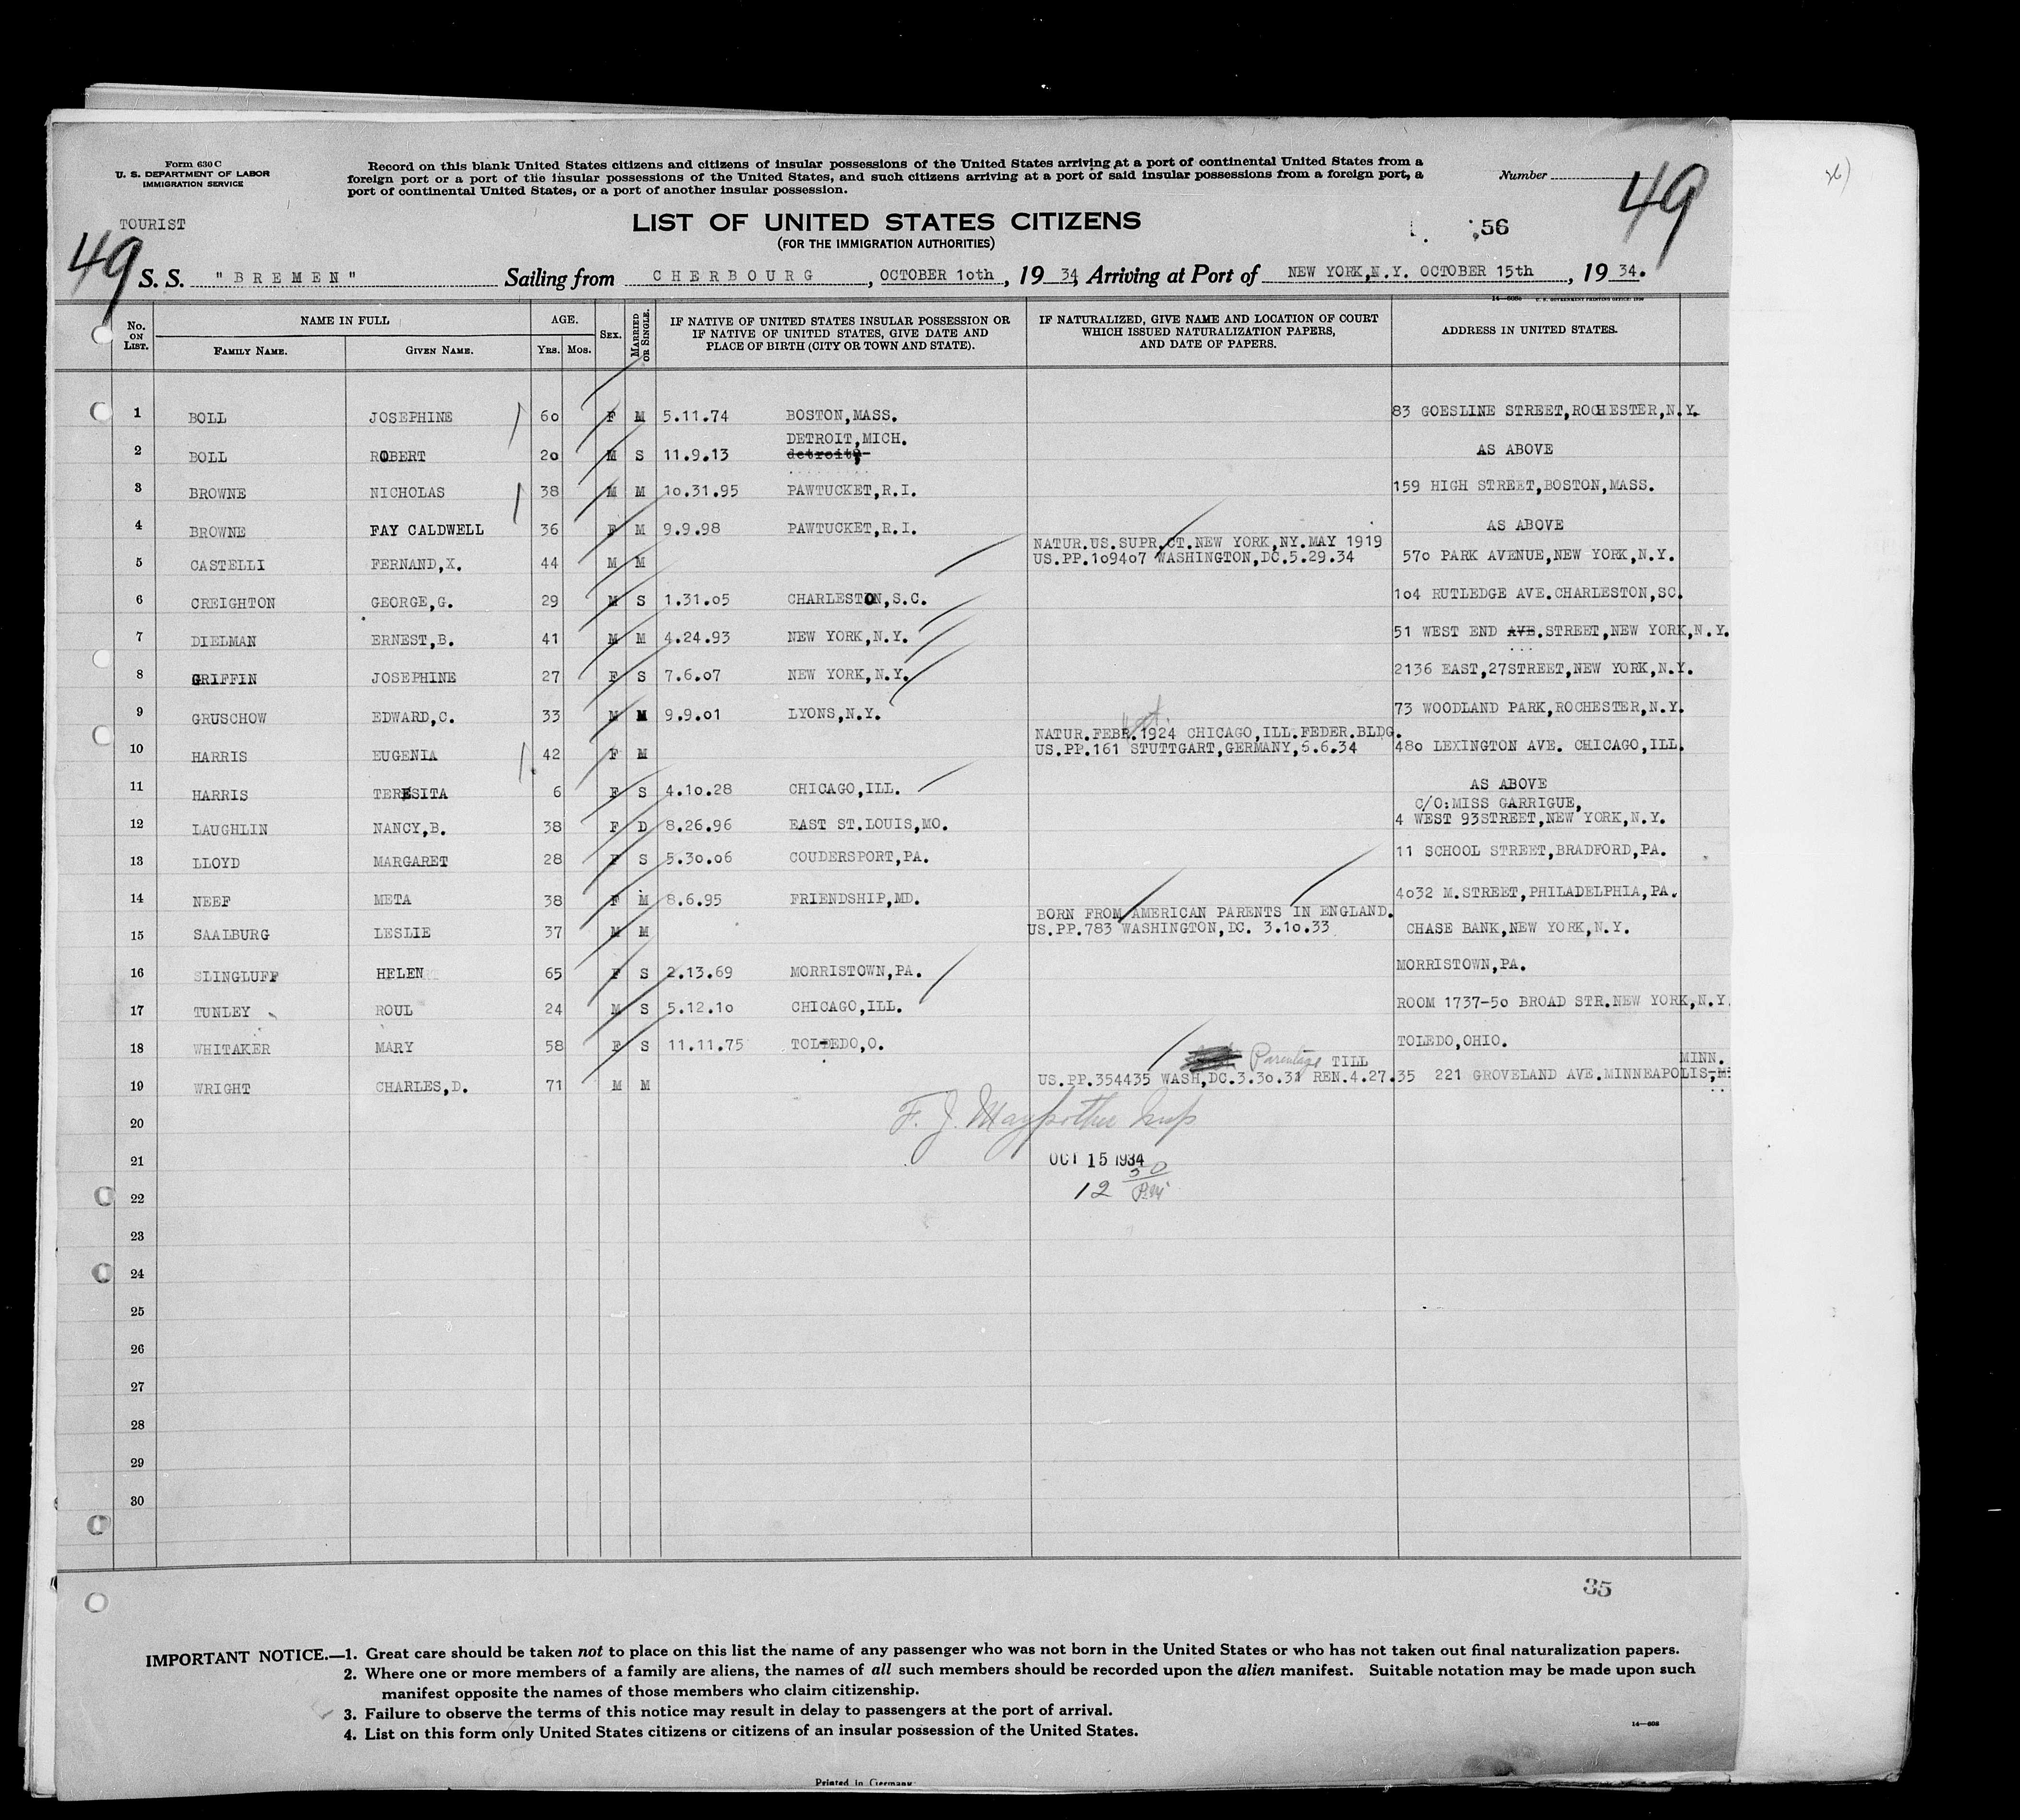 Form 630 C
U. S. DEPARTMENT OF LABOR
IMMIGRATION SERVICE
Record on this blank United States citizens and citizens of insular possessions of the United States arriving at a port of continental United States from a
foreign port or a port of the insular possessions of the United States, and such citizens arriving at a port of said insular possessions from a foreign port, a
port of continental United States, or a port of another insular possession.
Number
49
TOURIST
LIST OF UNITED STATES CITIZENS
(FOR THE IMMIGRATION AUTHORITIES)
56
49
S. S. "BREMEN" Sailing from CHERBOURG, OCTOBER 10th, 1934, Arriving at Port of NEW YORK,N.Y. OCTOBER 15th, 1934.
No. ON LIST. NAME IN FULL AGE. SEX. MARRIED OR SINGLE. IF NATIVE OF UNITED STATES INSULAR POSSESSION OR IF NATIVE OF UNITED STATES, GIVE DATE AND PLACE OF BIRTH (CITY OR TOWN AND STATE). IF NATURALIZED, GIVE NAME AND LOCATION OF COURT WHICH ISSUED NATURALIZATION PAPERS, AND DATE OF PAPERS. ADDRESS IN UNITED STATES.
FAMILY NAME. GIVEN NAME. YRS. MOS.
1 BOLL JOSEPHINE 60 F M 5.11.74 BOSTON,MASS. 83 GOESLINE STREET,ROCHESTER,N.Y.
DETROIT,MICH.
2 BOLL ROBERT 20 M S 11.9.13 detroit, AS ABOVE
3 BROWNE NICHOLAS 38 M M 10.31.95 PAWTUCKET,R.I. 159 HIGH STREET,BOSTON,MASS.
4 BROWNE FAY CALDWELL 36 F M 9.9.98 PAWTUCKET,R.I. AS ABOVE
NATUR.US.SUPR.CT.NEW YORK,NY.MAY 1919
5 CASTELLI FERNAND,X. 44 M M US.PP.109407 WASHINGTON,DC.5.29.34 570 PARK AVENUE,NEW YORK,N.Y.
6 CREIGHTON GEORGE,G. 29 M S 1.31.05 CHARLESTON,S.C. 104 RUTLEDGE AVE.CHARLESTON,SC.
7 DIELMAN ERNEST,B. 41 M M 4.24.93 NEW YORK,N.Y. 51 WEST END AVE.STREET,NEW YORK,N.Y.
8 GRIFFIN JOSEPHINE 27 F S 7.6.07 NEW YORK,N.Y. 2136 EAST,27STREET,NEW YORK,N.Y.
9 GRUSCHOW EDWARD,C. 33 M M 9.9.01 LYONS,N.Y. 73 WOODLAND PARK,ROCHESTER,N.Y.
NATUR.FEBR.1924 CHICAGO,ILL.FEDER.BLDG.
10 HARRIS EUGENIA 42 F M US.PP.161 STUTTGART,GERMANY,6.6.34 480 LEXINGTON AVE. CHICAGO,ILL.
11 HARRIS TERESITA 6 F S 4.10.28 CHICAGO,ILL. AS ABOVE
C/O:MISS GARRIGUE,
12 LAUGHLIN NANCY,B. 38 F D 8.26.96 EAST ST.LOUIS,MO. 4 WEST 93STREET,NEW YORK,N.Y.
13 LLOYD MARGARET 28 F S 5.30.06 COUDERSPORT,PA. 11 SCHOOL STREET,BRADFORD,PA.
14 NEEF META 38 F M 8.6.95 FRIENDSHIP,MD. 4032 M.STREET,PHILADELPHIA,PA.
BORN FROM AMERICAN PARENTS IN ENGLAND.
15 SAALBURG LESLIE 37 M M US.PP.783 WASHINGTON,DC. 3.10.33 CHASE BANK,NEW YORK,N.Y.
16 SLINGLUFF HELEN 65 F S 2.13.69 MORRISTOWN,PA. MORRISTOWN,PA.
17 TUNLEY ROUL 24 M S 5.12.10 CHICAGO,ILL. ROOM 1737-50 BROAD STR.NEW YORK,N.Y.
18 WHITAKER MARY 58 F S 11.11.75 TOLEDO,O. TOLEDO,OHIO.
Parentage TILL MINN.
19 WRIGHT CHARLES,D. 71 M M US.PP.354435 WASH,DC.3.30.31 REN.4.27.35 221 GROVELAND AVE.MINNEAPOLIS,
20
21 OCT 15 1934
22 12 30 P.M.
23
24
25
26
27
28
29
30
35
IMPORTANT NOTICE.—1. Great care should be taken not to place on this list the name of any passenger who was not born in the United States or who has not taken out final naturalization papers.
2. Where one or more members of a family are aliens, the names of all such members should be recorded upon the alien manifest. Suitable notation may be made upon such
manifest opposite the names of those members who claim citizenship.
3. Failure to observe the terms of this notice may result in delay to passengers at the port of arrival.
4. List on this form only United States citizens or citizens of an insular possession of the United States.
14—608
Printed in Germany